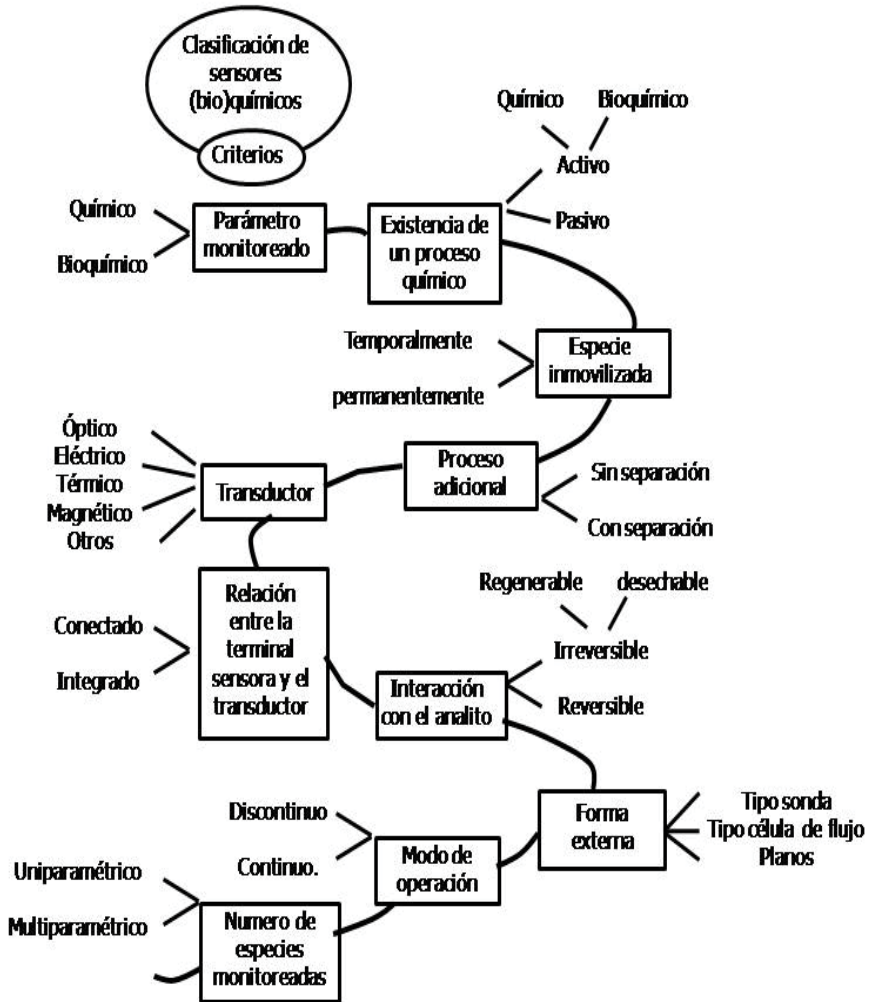 Clasificación de
sensores
(bio)químicos
Criterios
Químico
Bioquímico
Parámetro
monitoreado
Existencia de
un proceso
químico
Químico
Bioquímico
Activo
Pasivo
Temporalmente
permanentemente
Especie
inmovilizada
Proceso
adicional
Sin separación
Con separación
Óptico
Eléctrico
Térmico
Magnético
Otros
Transductor
Conectado
Integrado
Relación
entre la
terminal
sensora y el
transductor
Interacción
con el analito
Regenerable
desechable
Irreversible
Reversible
Forma
externa
Tipo sonda
Tipo célula de flujo
Planos
Discontinuo
Continuo.
Modo de
operación
Uniparamétrico
Multiparamétrico
Numero de
especies
monitoreadas